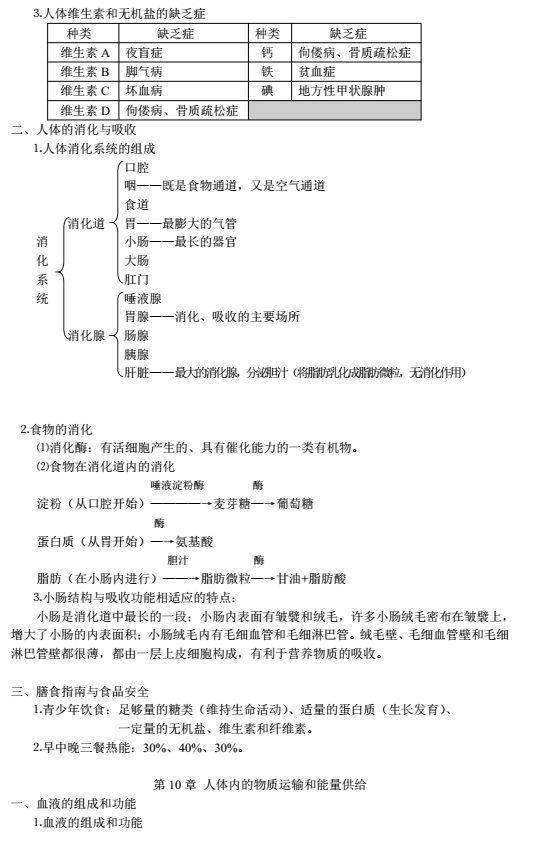 3.人体维生素和无机盐的缺乏症
种类 缺乏症 种类 缺乏症
维生素 A 夜盲症 钙 佝偻病、骨质疏松症
维生素 B 脚气病 铁 贫血症
维生素 C 坏血病 碘 地方性甲状腺肿
维生素 D 佝偻病、骨质疏松症
二、人体的消化与吸收
1.人体消化系统的组成
消化系统
消化道
口腔
咽——既是食物通道，又是空气通道
食道
胃——最膨大的气管
小肠——最长的器官
大肠
肛门
消化腺
唾液腺
胃腺——消化、吸收的主要场所
肠腺
胰腺
肝脏——最大的消化腺，分泌胆汁（将脂肪乳化成脂肪微粒，无消化作用）
2.食物的消化
⑴消化酶：有活细胞产生的、具有催化能力的一类有机物。
⑵食物在消化道内的消化
唾液淀粉酶 酶
淀粉（从口腔开始）————→麦芽糖—→葡萄糖
酶
蛋白质（从胃开始）—→氨基酸
胆汁 酶
脂肪（在小肠内进行）——→脂肪微粒—→甘油+脂肪酸
3.小肠结构与吸收功能相适应的特点：
小肠是消化道中最长的一段；小肠内表面有皱襞和绒毛，许多小肠绒毛密布在皱襞上，
增大了小肠的内表面积；小肠绒毛内有毛细血管和毛细淋巴管。绒毛壁、毛细血管壁和毛细
淋巴管壁都很薄，都由一层上皮细胞构成，有利于营养物质的吸收。
三、膳食指南与食品安全
1.青少年饮食：足够量的糖类（维持生命活动）、适量的蛋白质（生长发育）、
一定量的无机盐、维生素和纤维素。
2.早中晚三餐热能：30%、40%、30%。
第 10 章 人体内的物质运输和能量供给
一、血液的组成和功能
1.血液的组成和功能